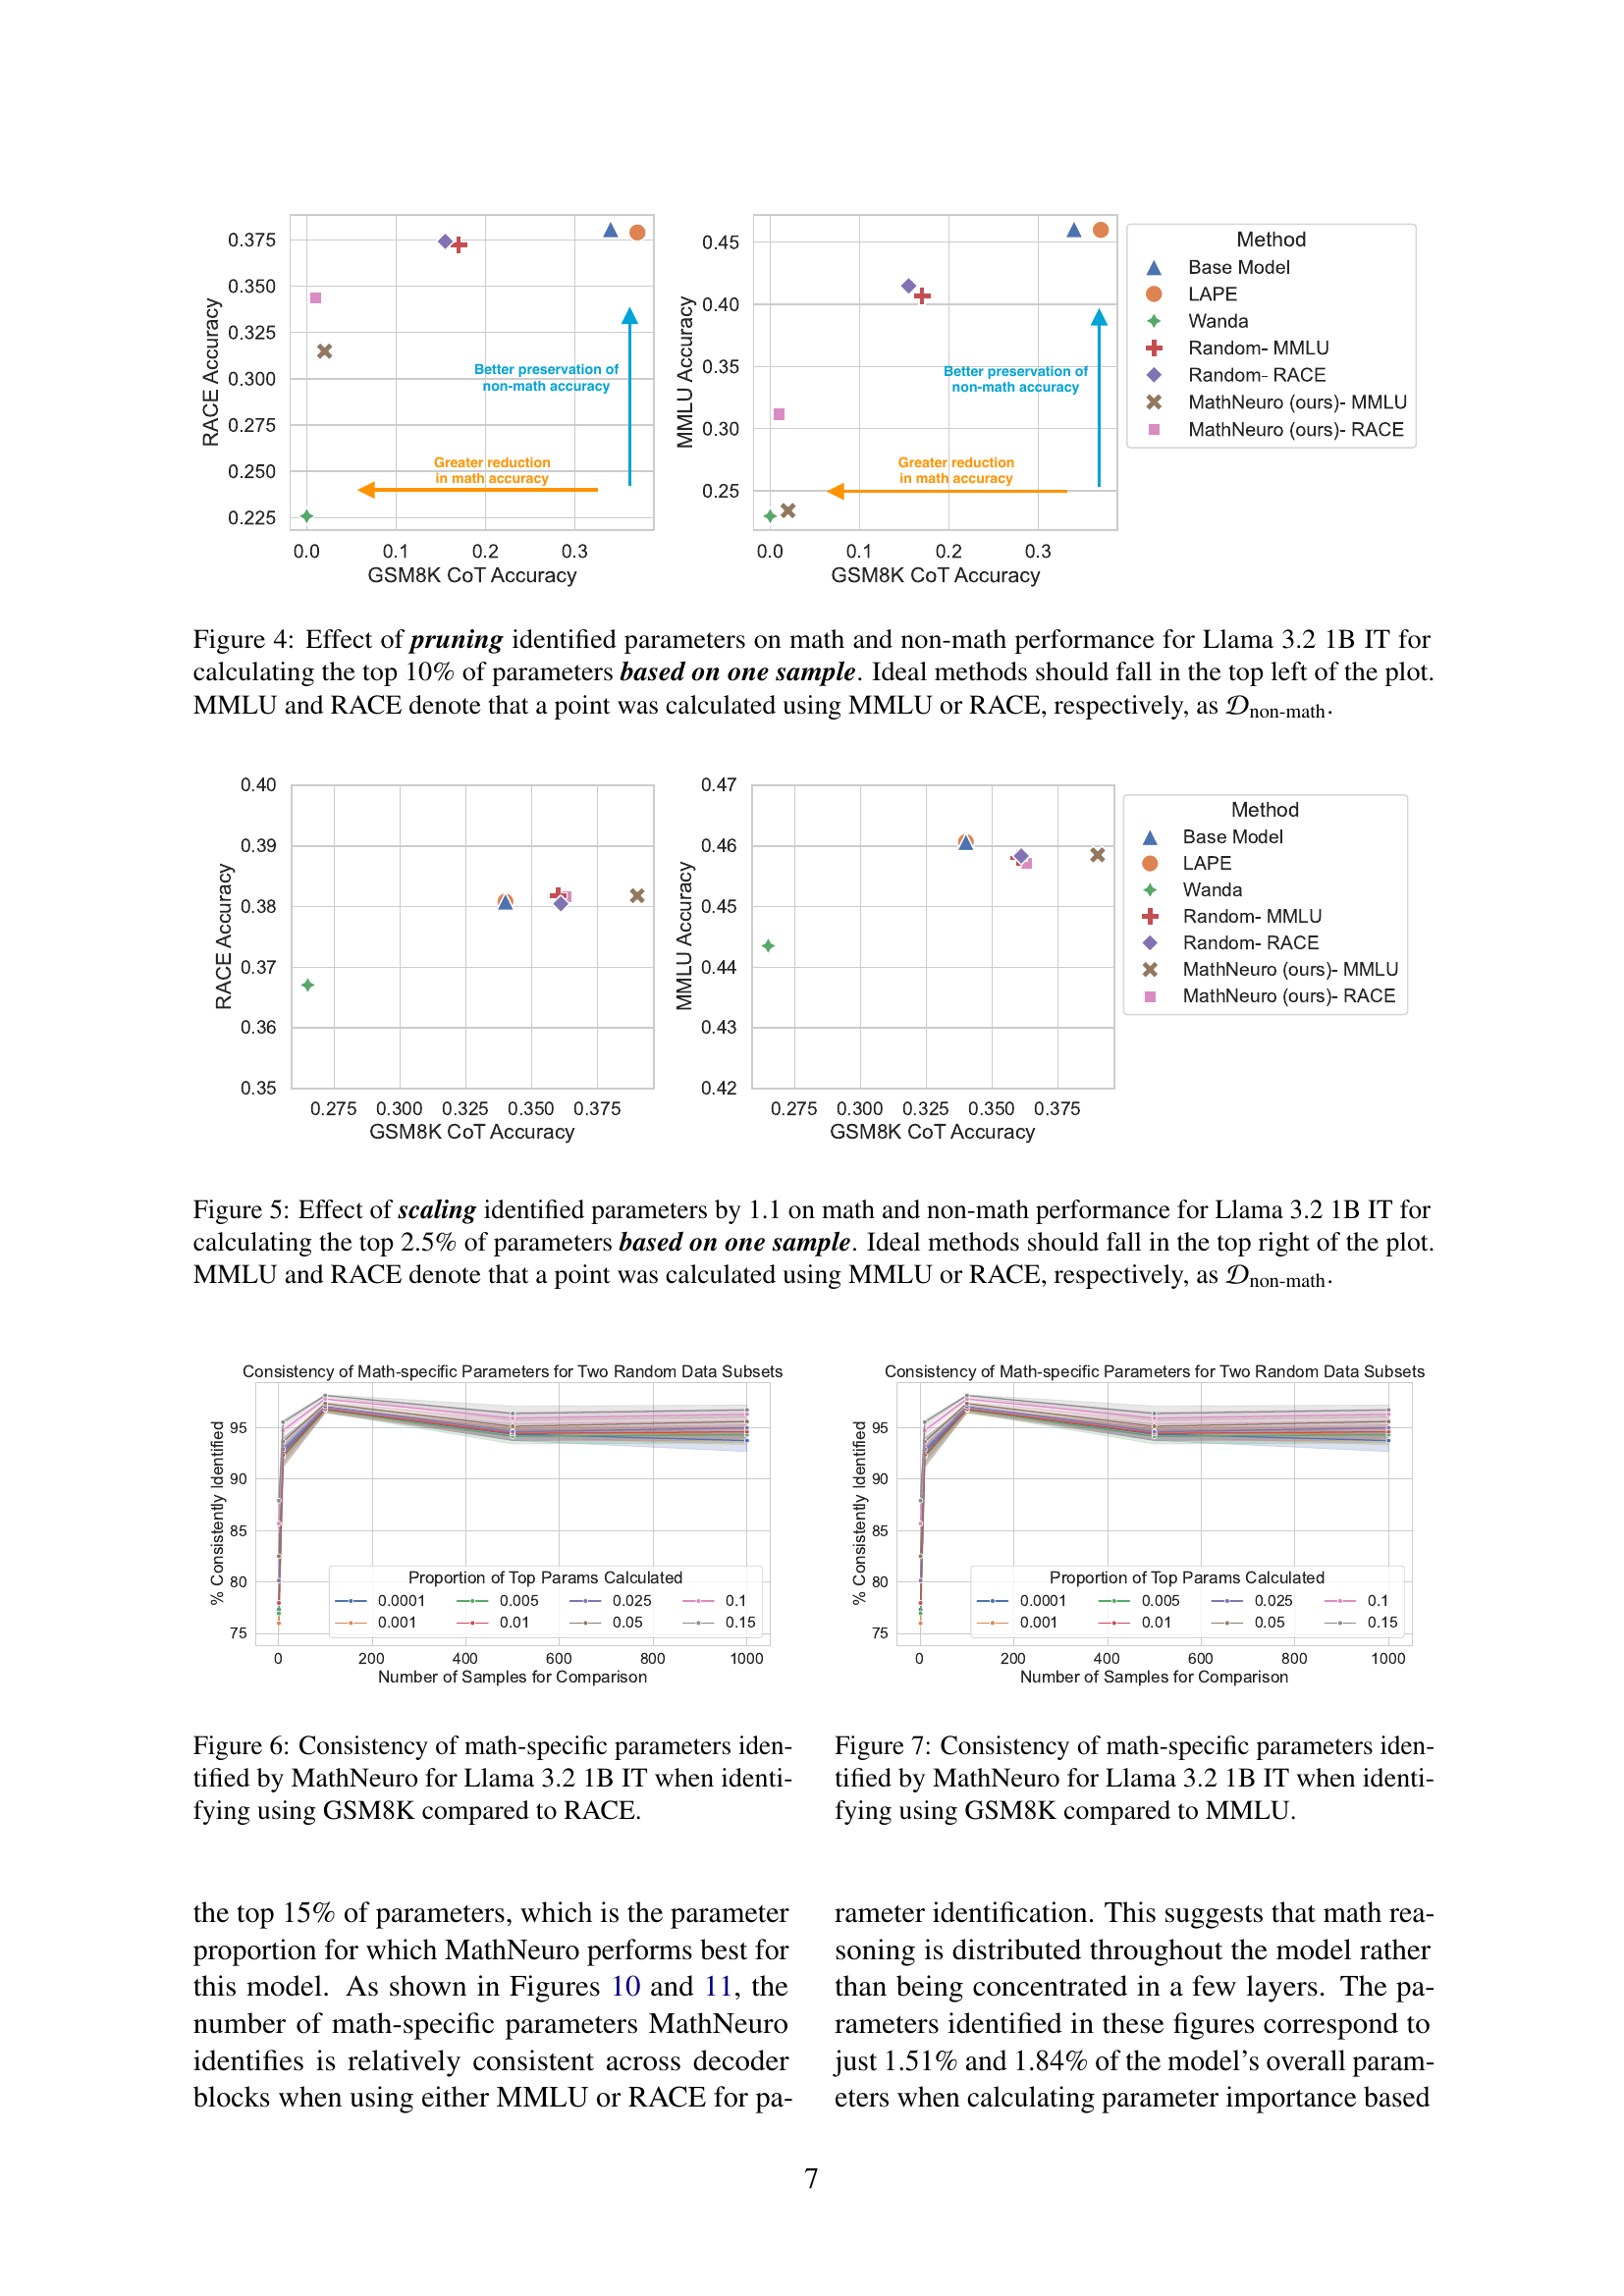 0.375
0.350
0.325
0.300
0.275
0.250
0.225
RACE Accuracy
Better preservation of
non-math accuracy
Greater reduction
in math accuracy
0.0 0.1 0.2 0.3
GSM8K CoT Accuracy
0.45
0.40
0.35
0.30
0.25
MMLU Accuracy
Better preservation of
non-math accuracy
Greater reduction
in math accuracy
0.0 0.1 0.2 0.3
GSM8K CoT Accuracy
Method
Base Model
LAPE
Wanda
Random- MMLU
Random- RACE
MathNeuro (ours)- MMLU
MathNeuro (ours)- RACE
Figure 4: Effect of pruning identified parameters on math and non-math performance for Llama 3.2 1B IT for
calculating the top 10% of parameters based on one sample. Ideal methods should fall in the top left of the plot.
MMLU and RACE denote that a point was calculated using MMLU or RACE, respectively, as 𝒟non-math.
0.40
0.39
0.38
0.37
0.36
0.35
RACE Accuracy
0.275 0.300 0.325 0.350 0.375
GSM8K CoT Accuracy
0.47
0.46
0.45
0.44
0.43
0.42
MMLU Accuracy
0.275 0.300 0.325 0.350 0.375
GSM8K CoT Accuracy
Method
Base Model
LAPE
Wanda
Random- MMLU
Random- RACE
MathNeuro (ours)- MMLU
MathNeuro (ours)- RACE
Figure 5: Effect of scaling identified parameters by 1.1 on math and non-math performance for Llama 3.2 1B IT for
calculating the top 2.5% of parameters based on one sample. Ideal methods should fall in the top right of the plot.
MMLU and RACE denote that a point was calculated using MMLU or RACE, respectively, as 𝒟non-math.
Consistency of Math-specific Parameters for Two Random Data Subsets
95
90
85
80
75
% Consistently Identified
Proportion of Top Params Calculated
0.0001 0.005 0.025 0.1
0.001 0.01 0.05 0.15
0 200 400 600 800 1000
Number of Samples for Comparison
Figure 6: Consistency of math-specific parameters iden-
tified by MathNeuro for Llama 3.2 1B IT when identi-
fying using GSM8K compared to RACE.
Consistency of Math-specific Parameters for Two Random Data Subsets
95
90
85
80
75
% Consistently Identified
Proportion of Top Params Calculated
0.0001 0.005 0.025 0.1
0.001 0.01 0.05 0.15
0 200 400 600 800 1000
Number of Samples for Comparison
Figure 7: Consistency of math-specific parameters iden-
tified by MathNeuro for Llama 3.2 1B IT when identi-
fying using GSM8K compared to MMLU.
the top 15% of parameters, which is the parameter
proportion for which MathNeuro performs best for
this model. As shown in Figures 10 and 11, the
number of math-specific parameters MathNeuro
identifies is relatively consistent across decoder
blocks when using either MMLU or RACE for pa-
rameter identification. This suggests that math rea-
soning is distributed throughout the model rather
than being concentrated in a few layers. The pa-
rameters identified in these figures correspond to
just 1.51% and 1.84% of the model's overall param-
eters when calculating parameter importance based
7